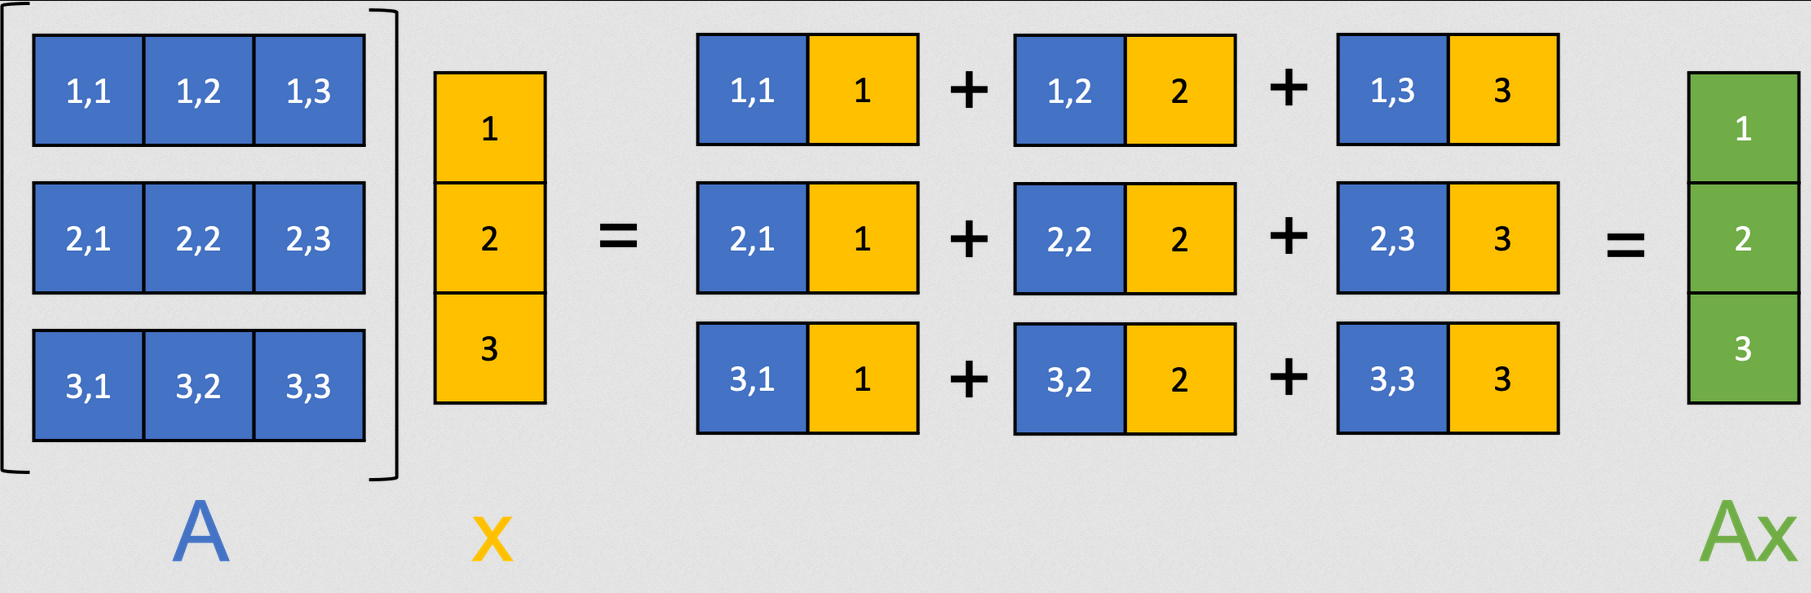 1,1 1,2 1,3 1 1,1 1 + 1,2 2 + 1,3 3 1
2,1 2,2 2,3 2 = 2,1 1 + 2,2 2 + 2,3 3 = 2
3,1 3,2 3,3 3 3,1 1 + 3,2 2 + 3,3 3 3
A x Ax